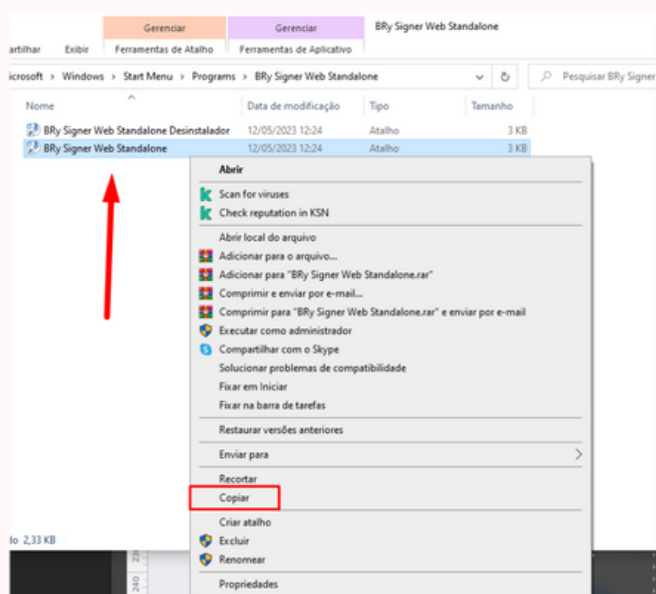 Gerenciar Gerenciar BRy Signer Web Standalone
artilhar Exibir Ferramentas de Atalho Ferramentas de Aplicativo
icrosoft > Windows > Start Menu > Programs > BRy Signer Web Standalone Pesquisar BRy Signer
Nome Data de modificação Tipo Tamanho
BRy Signer Web Standalone Desinstalador 12/05/2023 12:24 Atalho 3 KB
BRy Signer Web Standalone 12/05/2023 12:24 Atalho 3 KB
Abrir
Scan for viruses
Check reputation in KSN
Abrir local do arquivo
Adicionar para o arquivo...
Adicionar para "BRy Signer Web Standalone.rar"
Comprimir e enviar por e-mail...
Comprimir para "BRy Signer Web Standalone.rar" e enviar por e-mail
Executar como administrador
Compartilhar com o Skype
Solucionar problemas de compatibilidade
Fixar em Iniciar
Fixar na barra de tarefas
Restaurar versões anteriores
Enviar para
Recortar
Copiar
Criar atalho
Excluir
Renomear
Propriedades
do 2,33 KB
240